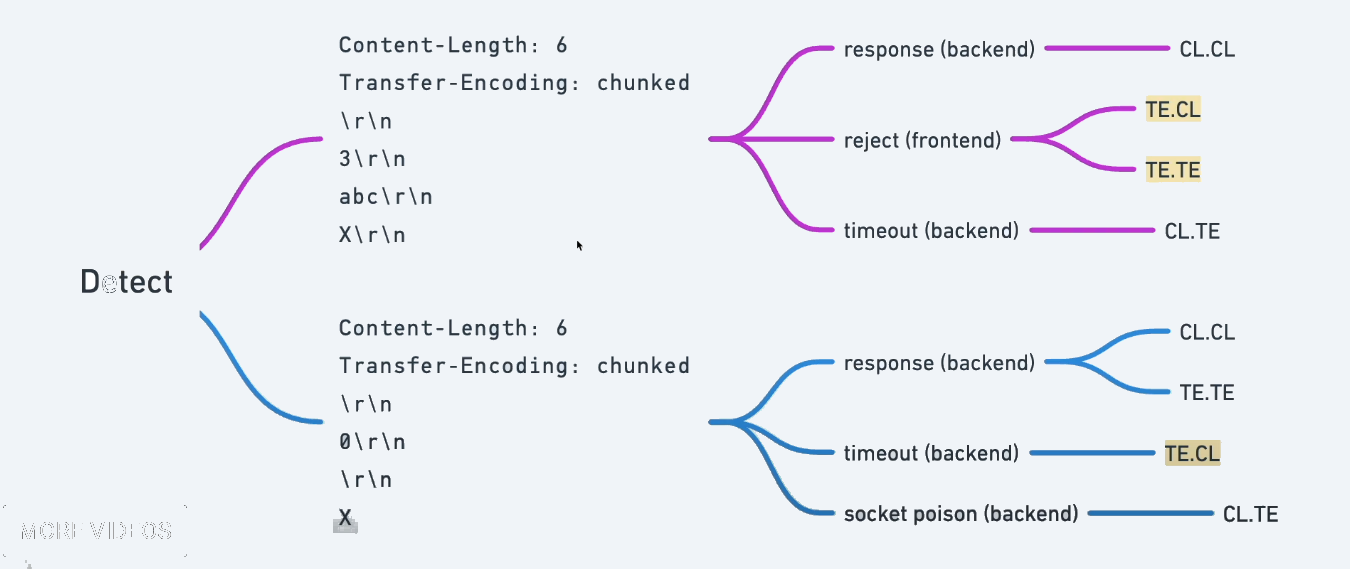 Detect
Content-Length: 6
Transfer-Encoding: chunked
\r\n
3\r\n
abc\r\n
X\r\n
response (backend)
CL.CL
reject (frontend)
TE.CL
TE.TE
timeout (backend)
CL.TE
Content-Length: 6
Transfer-Encoding: chunked
\r\n
0\r\n
\r\n
X
response (backend)
CL.CL
TE.TE
timeout (backend)
TE.CL
socket poison (backend)
CL.TE
MORE VIDEOS